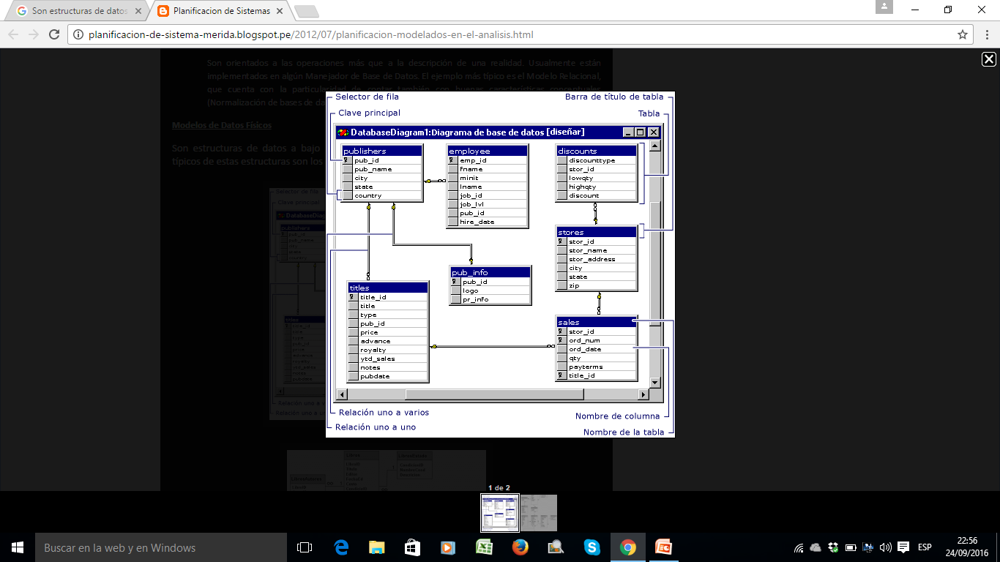 Son estructuras de datos
Planificacion de Sistemas
planificacion-de-sistema-merida.blogspot.pe/2012/07/planificacion-modelados-en-el-analisis.html
Son orientados a las operaciones más que a la descripción de una realidad. Usualmente están
implementados en algún Manejador de Base de Datos. El ejemplo más típico es el Modelo Relacional,
que cuenta con la particularidad de contar también con buenas características conceptuales
(Normalización de bases de da
Modelos de Datos Físicos
Son estructuras de datos a bajo
típicos de estas estructuras son los
Selector de fila
Barra de título de tabla
Clave principal
Tabla
DatabaseDiagram1:Diagrama de base de datos [diseñar]
publishers
pub_id
pub_name
city
state
country
employee
emp_id
fname
minit
lname
job_id
job_lvl
pub_id
hire_date
discounts
discounttype
stor_id
lowqty
highqty
discount
stores
stor_id
stor_name
stor_address
city
state
zip
pub_info
pub_id
logo
pr_info
titles
title_id
title
type
pub_id
price
advance
royalty
ytd_sales
notes
pubdate
sales
stor_id
ord_num
ord_date
qty
payterms
title_id
Relación uno a varios
Relación uno a uno
Nombre de columna
Nombre de la tabla
1 de 2
Buscar en la web y en Windows
ESP
22:56
24/09/2016